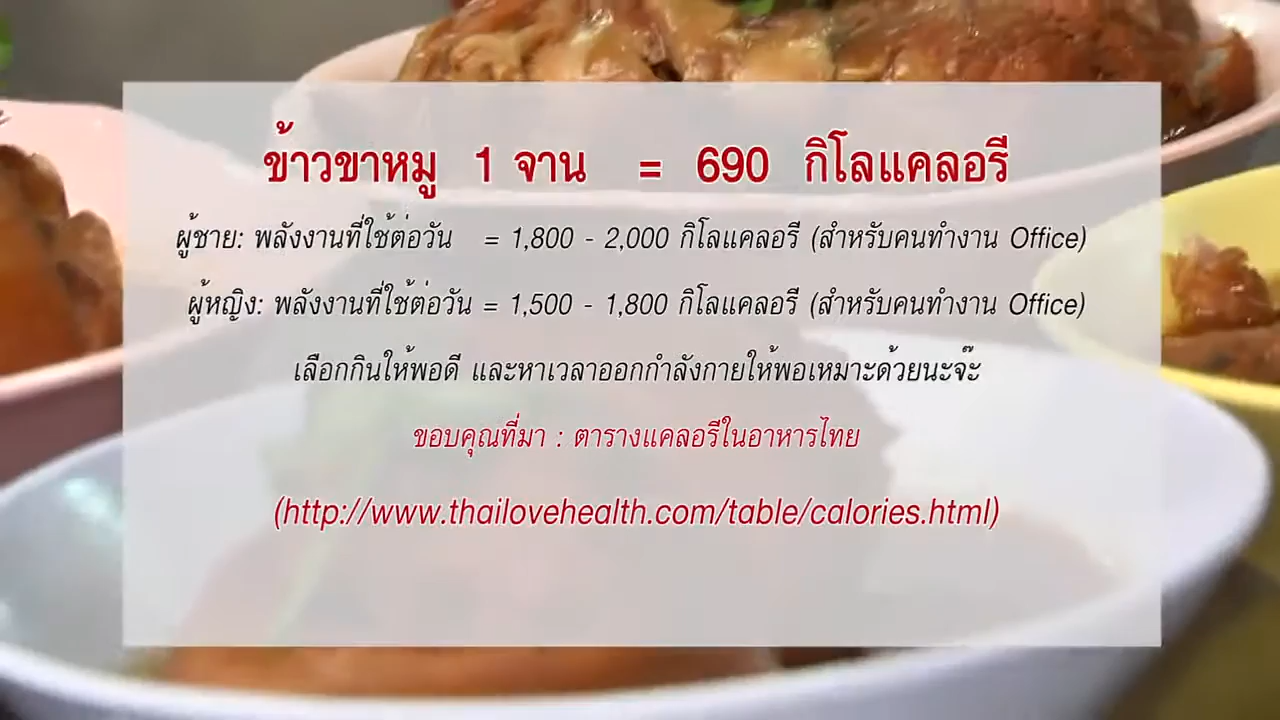 ข้าวขาหมู 1 จาน = 690 กิโลแคลอรี
ผู้ชาย: พลังงานที่ใช้ต่อวัน = 1,800 - 2,000 กิโลแคลอรี (สำหรับคนทำงาน Office)
ผู้หญิง: พลังงานที่ใช้ต่อวัน = 1,500 - 1,800 กิโลแคลอรี (สำหรับคนทำงาน Office)
เลือกกินให้พอดี และหาเวลาออกกำลังกายให้พอเหมาะด้วยนะจ๊ะ
ขอบคุณที่มา : ตารางแคลอรีในอาหารไทย
(http://www.thailovehealth.com/table/calories.html)